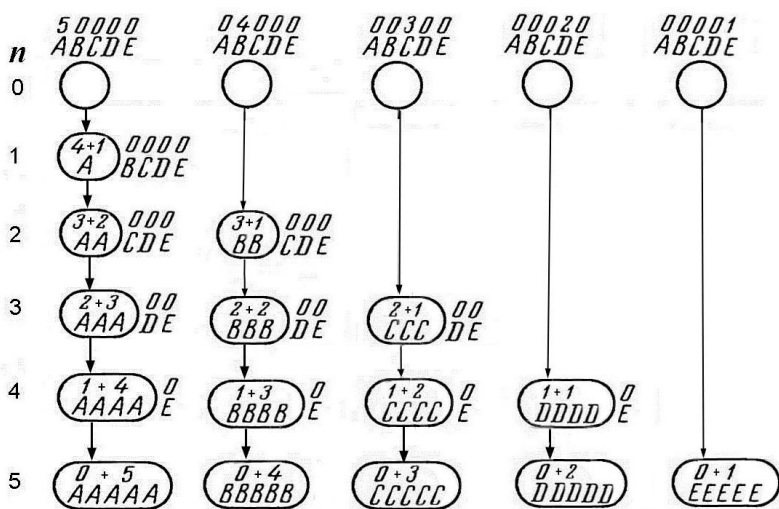 50000 04000 00300 00020 00001
n ABCDE ABCDE ABCDE ABCDE ABCDE
0
4+1 0000
1 A BCDE
3+2 000 3+1 000
2 AA CDE BB CDE
2+3 00 2+2 00 2+1 00
3 AAA DE BBB DE CCC DE
1+4 0 1+3 0 1+2 0 1+1 0
4 AAAA E BBBB E CCCC E DDDD E
0+5 0+4 0+3 0+2 0+1
5 AAAAA BBBBB CCCCC DDDDD EEEEE